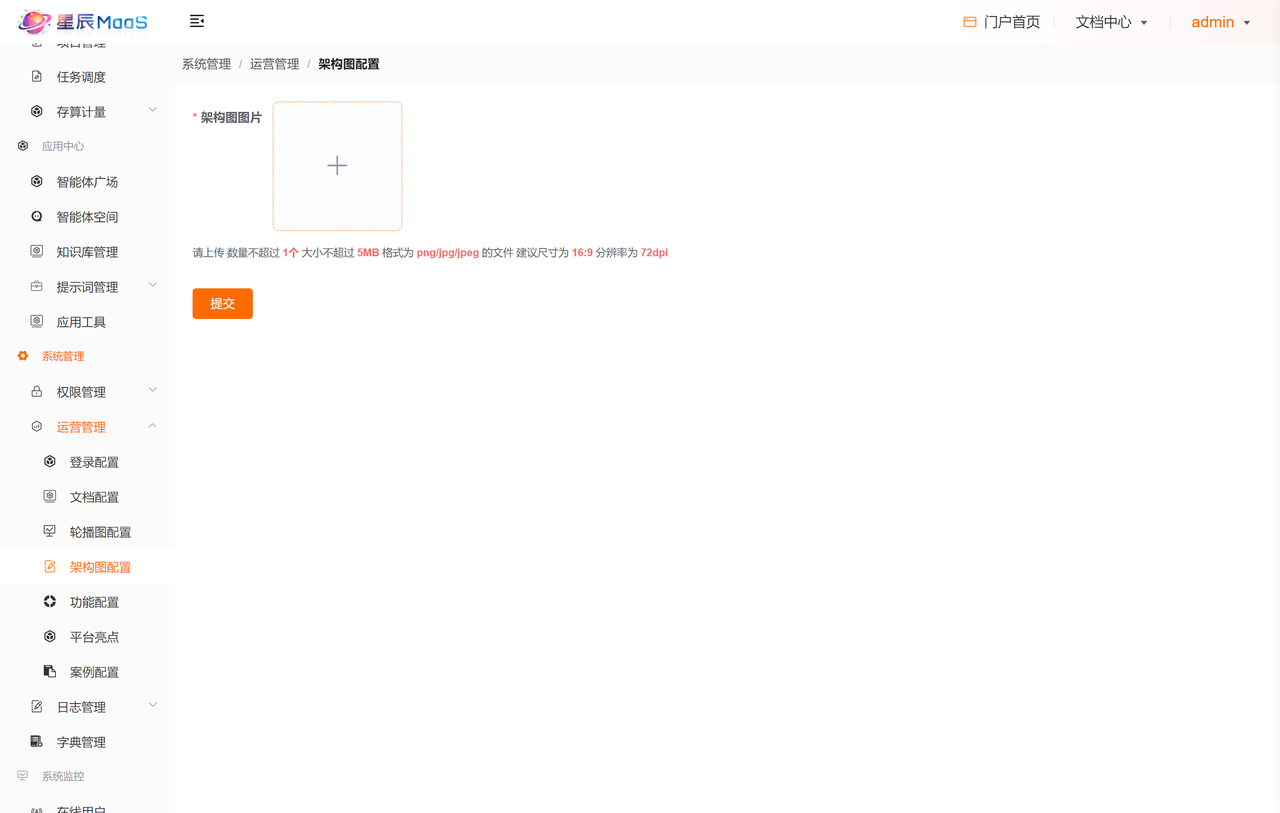 星辰MaaS
门户首页
文档中心
admin
项目管理
任务调度
存算计量
应用中心
智能体广场
智能体空间
知识库管理
提示词管理
应用工具
系统管理
权限管理
运营管理
登录配置
文档配置
轮播图配置
架构图配置
功能配置
平台亮点
案例配置
日志管理
字典管理
系统监控
在线用户
系统管理 / 运营管理 / 架构图配置
* 架构图图片
请上传 数量不超过 1个 大小不超过 5MB 格式为 png/jpg/jpeg 的文件 建议尺寸为 16:9 分辨率为 72dpi
提交